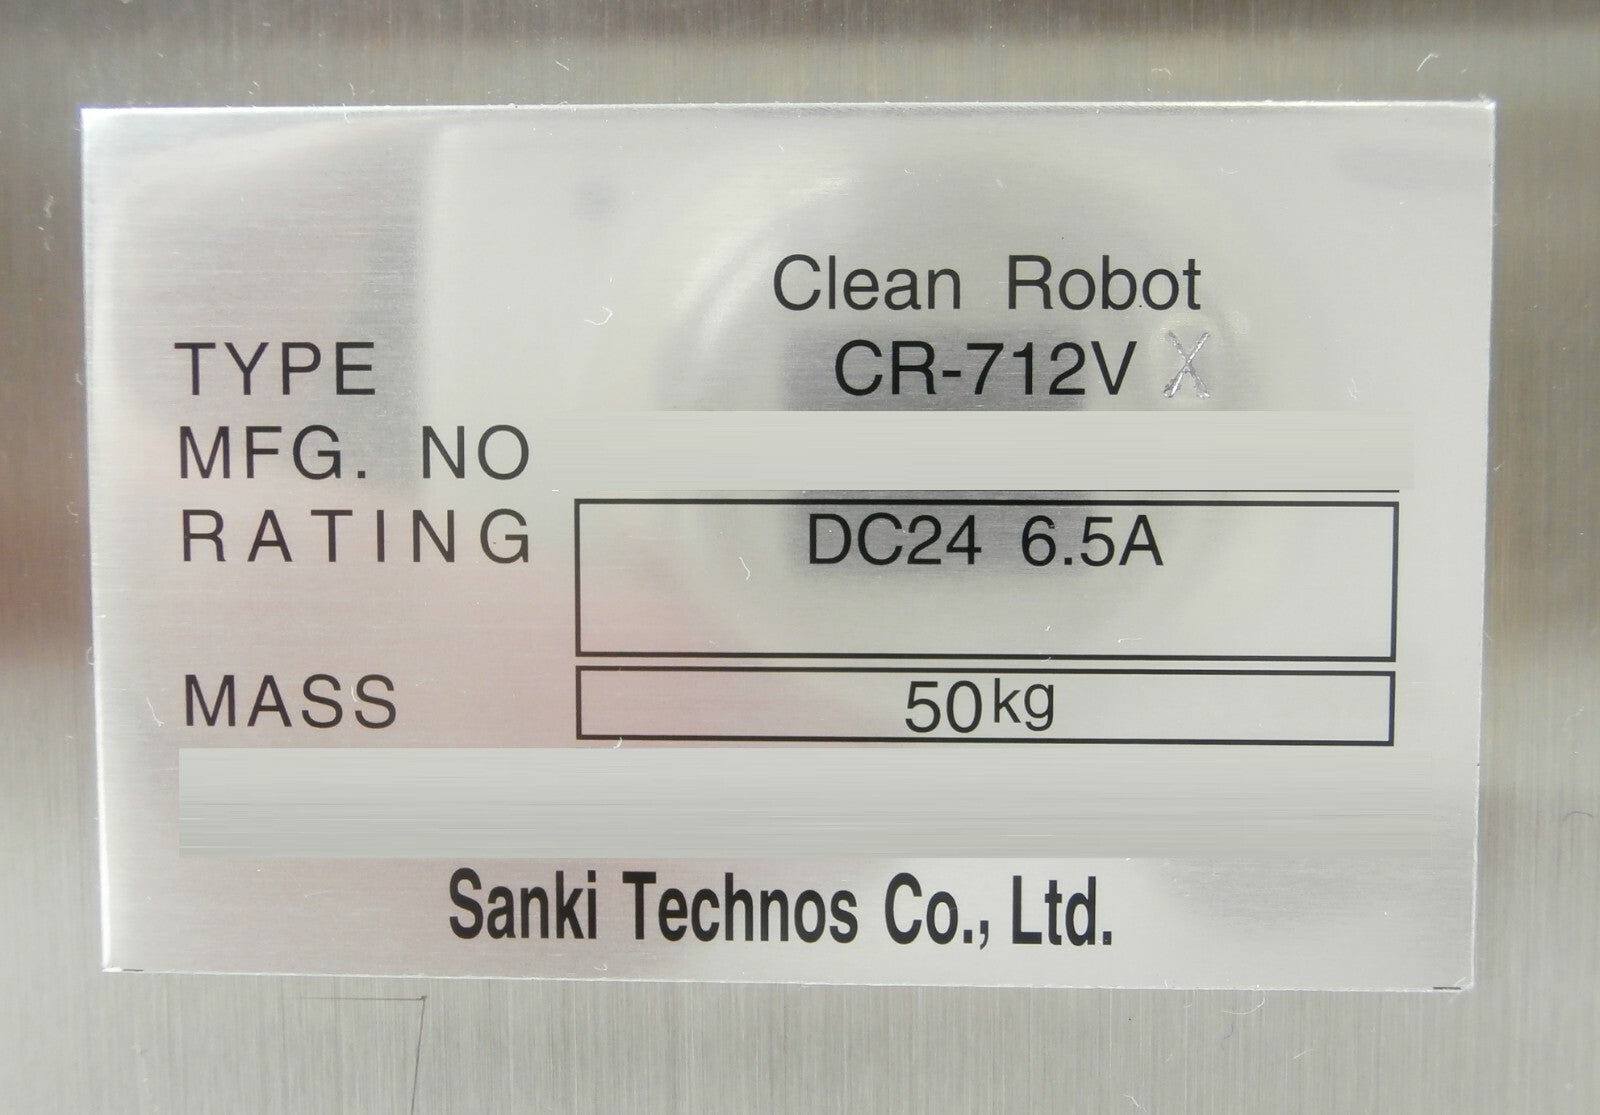 Clean Robot
TYPE CR-712V X
MFG. NO
RATING DC24 6.5A
MASS 50kg
Sanki Technos Co., Ltd.